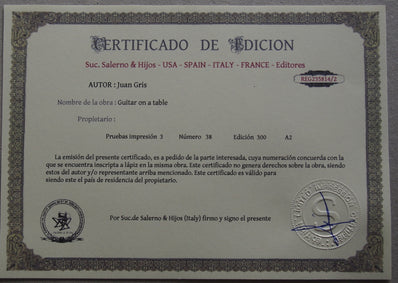 CERTIFICADO DE EDICION
Suc. Salerno & Hijos - USA - SPAIN - ITALY - FRANCE - Editores
REG255814/2
AUTOR : Juan Gris
Nombre de la obra : Guitar on a table
Propietario :
Pruebas impresión 3 Número 38 Edición 300 A2
La emisión del presente certificado, es a pedido de la parte interesada, cuya numeración concuerda con la
que se encuentra inscripta a lápiz en la misma obra. Este certificado no genera derechos sobre la obra, siendo
estos del autor y/o representante arriba mencionado. Este certificado es válido para
siendo este el país de residencia del propietario.
Por Suc.de Salerno & Hijos (Italy) firmo y signo el presente